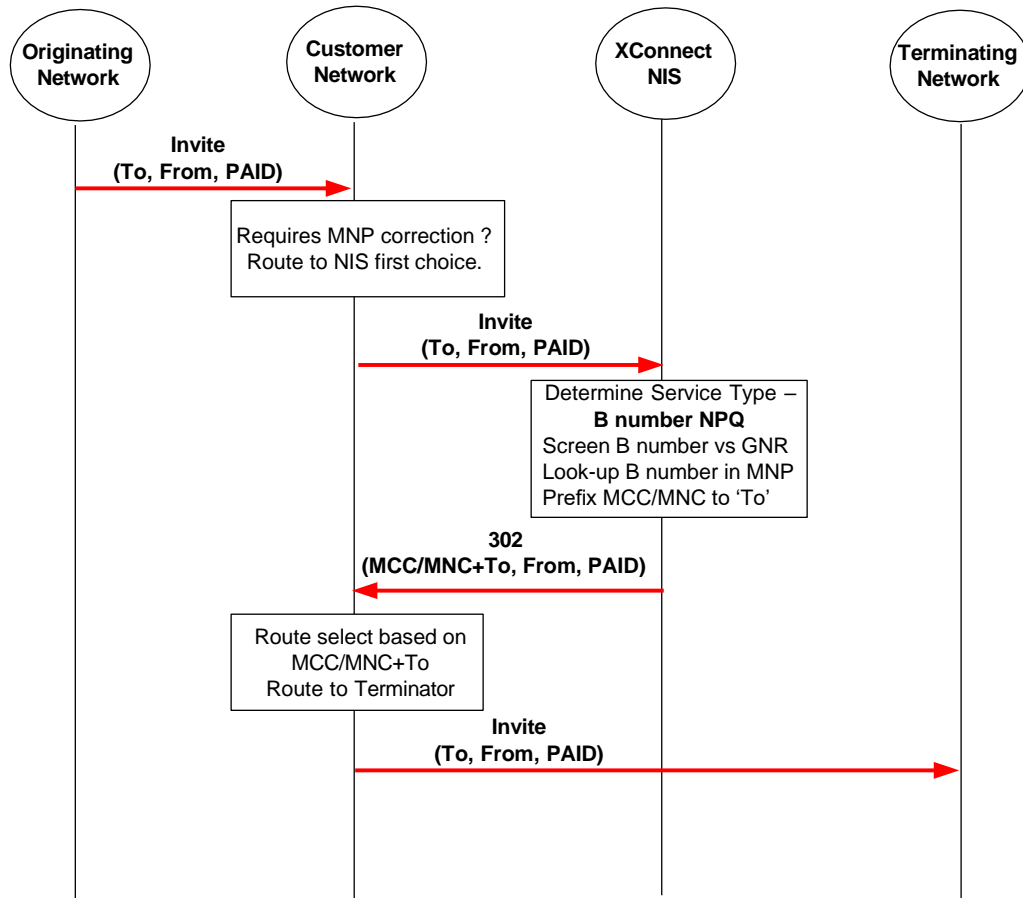 Originating
Network
Customer
Network
XConnect
NIS
Terminating
Network
Invite
(To, From, PAID)
Requires MNP correction ?
Route to NIS first choice.
Invite
(To, From, PAID)
Determine Service Type –
B number NPQ
Screen B number vs GNR
Look-up B number in MNP
Prefix MCC/MNC to ‘To’
302
(MCC/MNC+To, From, PAID)
Route select based on
MCC/MNC+To
Route to Terminator
Invite
(To, From, PAID)